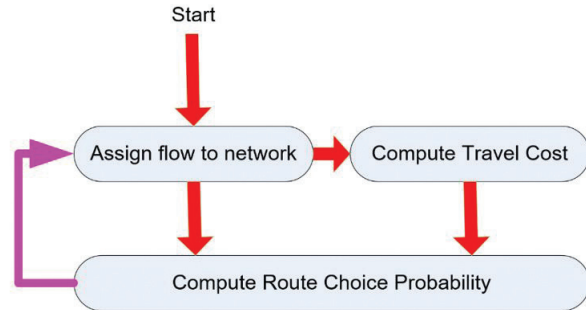 Start
Assign flow to network
Compute Travel Cost
Compute Route Choice Probability